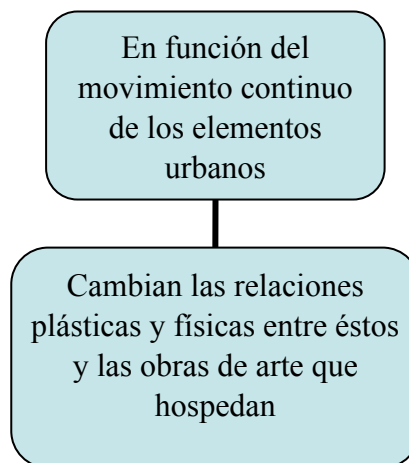 En función del
movimiento continuo
de los elementos
urbanos
Cambian las relaciones
plásticas y físicas entre éstos
y las obras de arte que
hospedan